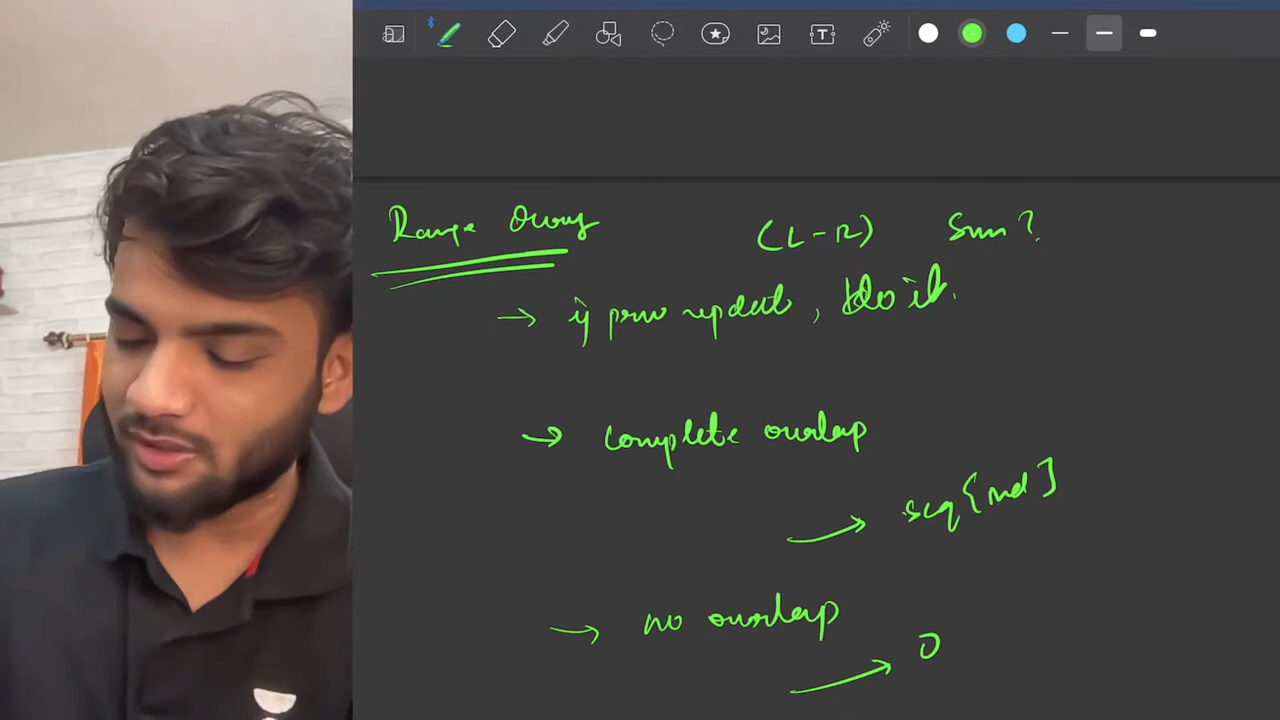 Range Query (L-R) Sum?
→ if prev update, do it.
→ complete overlap
→ seg[ind]
→ no overlap
→ 0